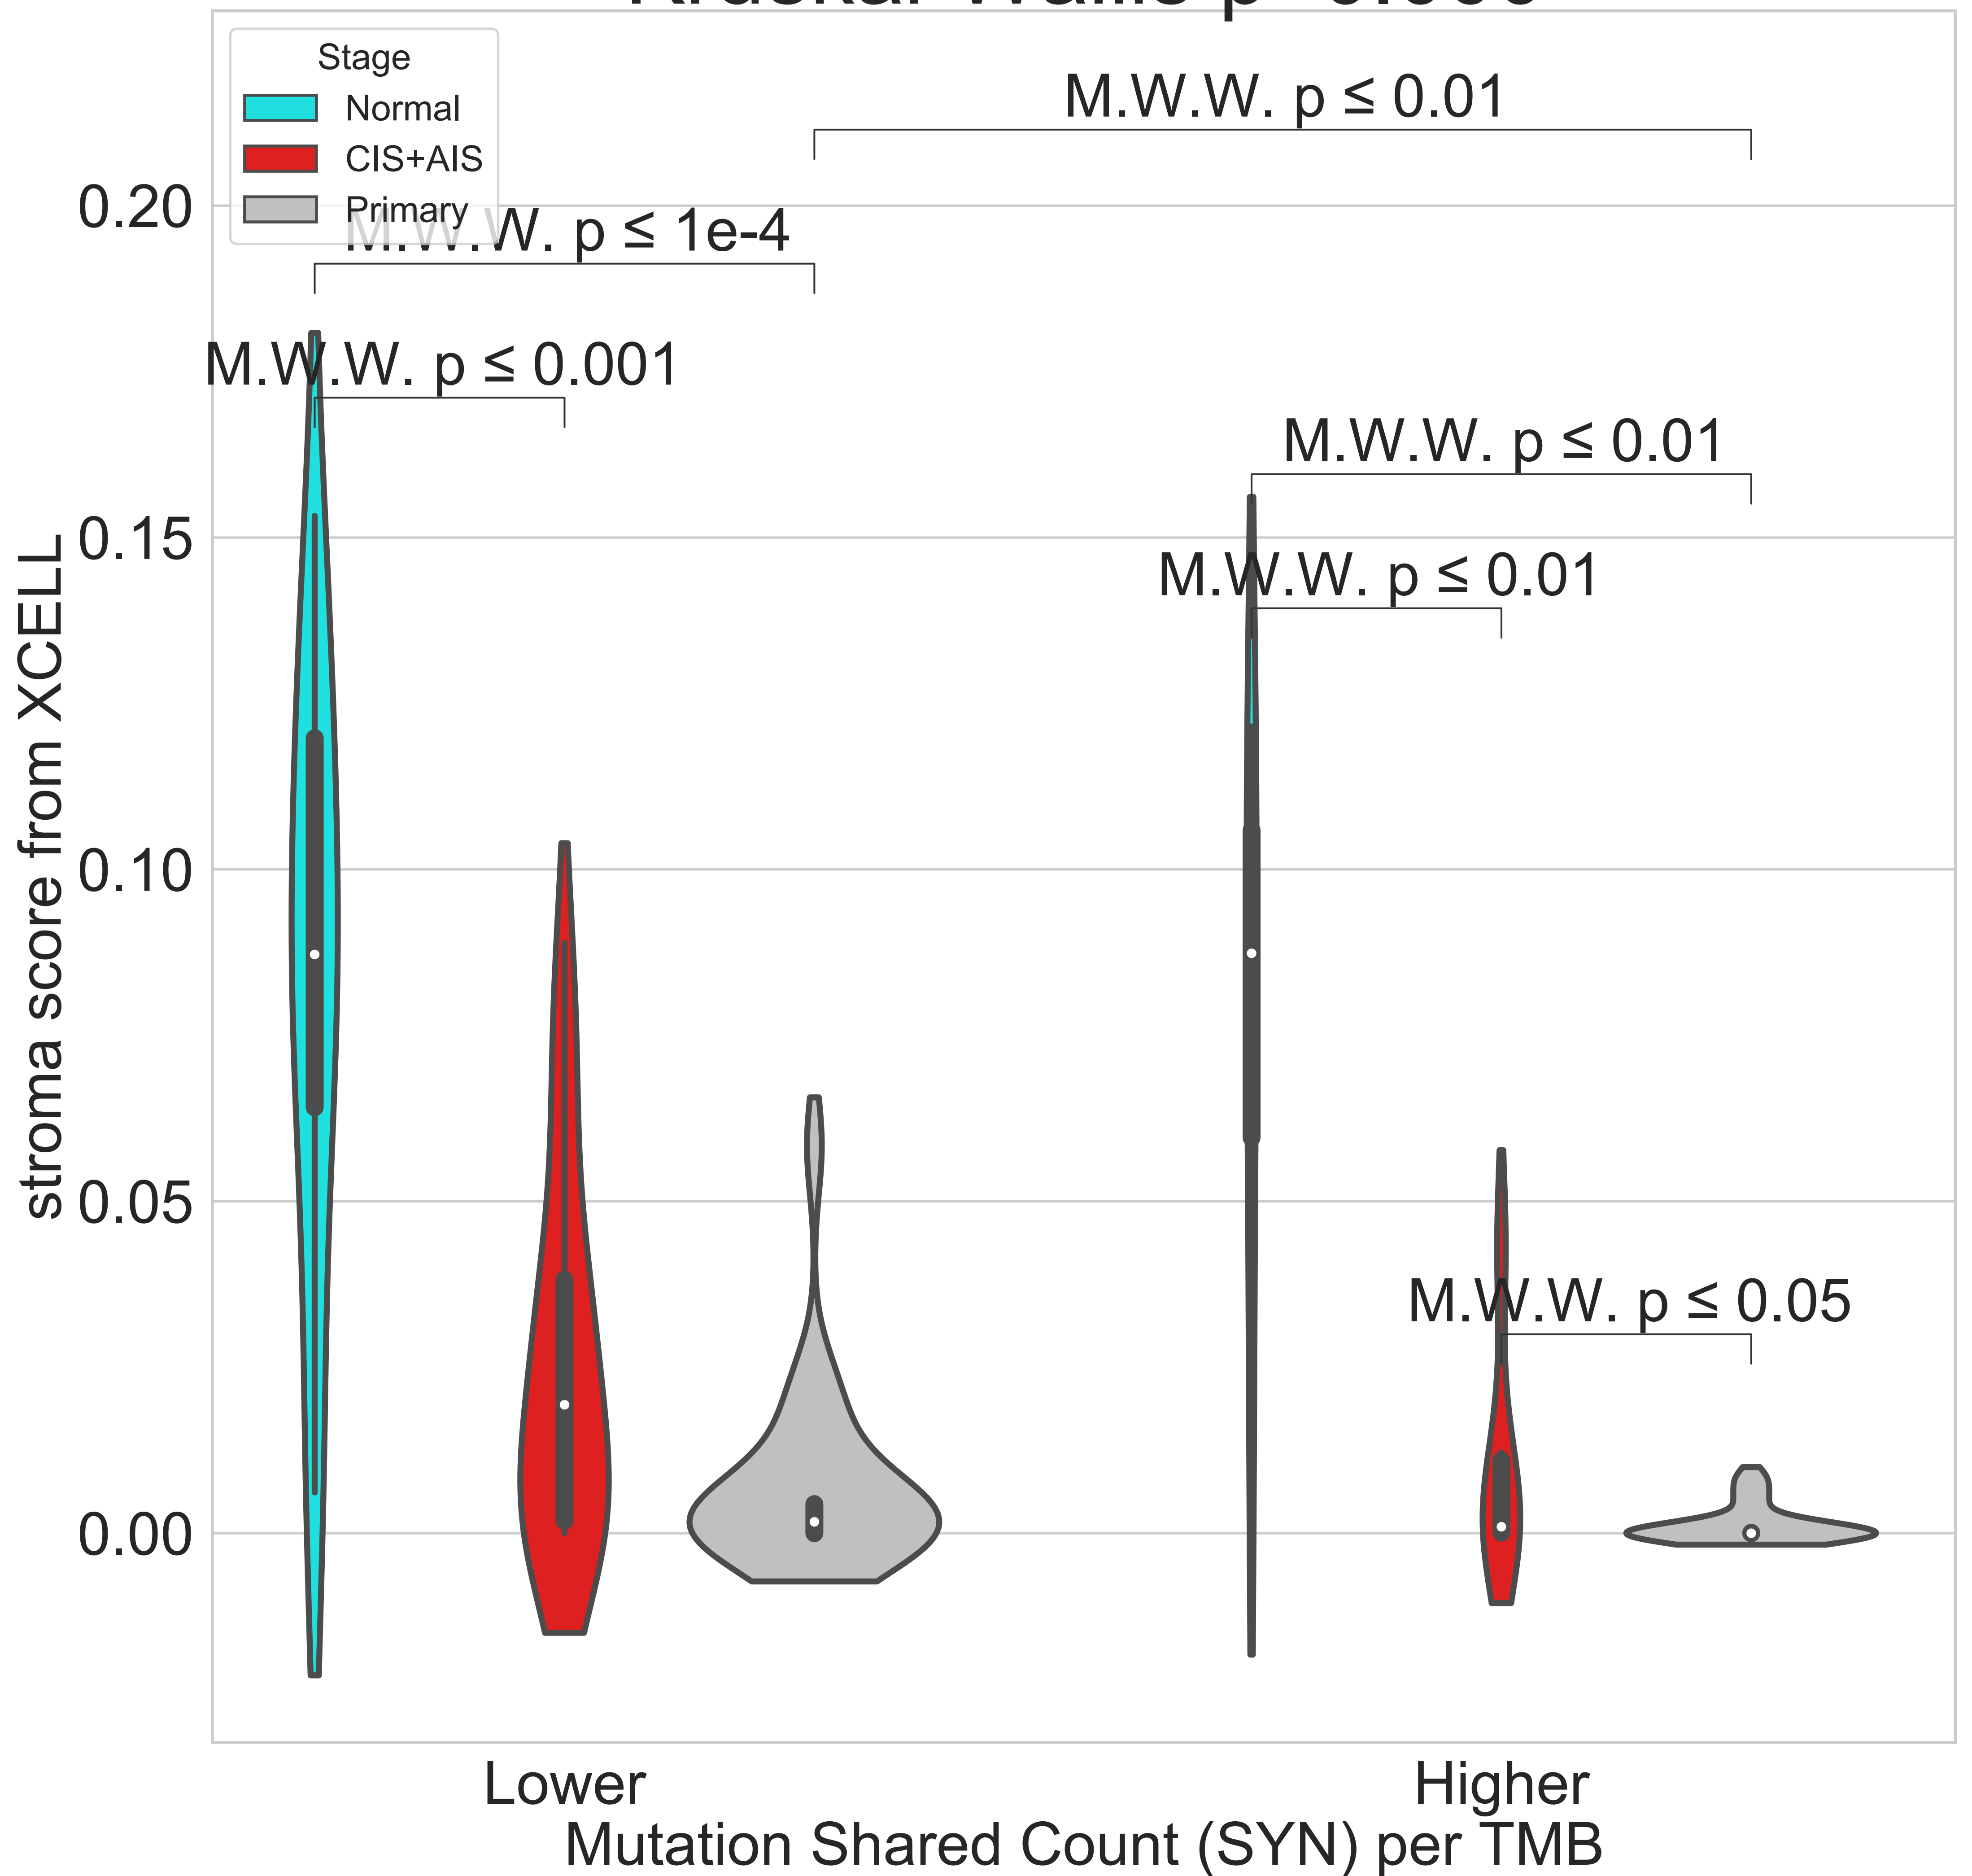 Stage
Normal
CIS+AIS
Primary
M.W.W. p ≤ 0.01
M.W.W. p ≤ 1e-4
M.W.W. p ≤ 0.001
M.W.W. p ≤ 0.01
M.W.W. p ≤ 0.01
M.W.W. p ≤ 0.05
0.20
0.15
0.10
0.05
0.00
stroma score from XCELL
Lower
Higher
Mutation Shared Count (SYN) per TMB